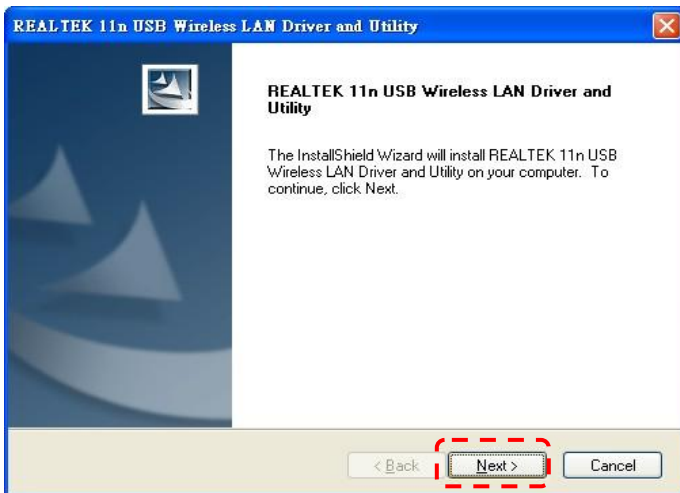 REALTEK 11n USB Wireless LAN Driver and Utility
REALTEK 11n USB Wireless LAN Driver and
Utility
The InstallShield Wizard will install REALTEK 11n USB
Wireless LAN Driver and Utility on your computer.  To
continue, click Next.
< Back Next > Cancel